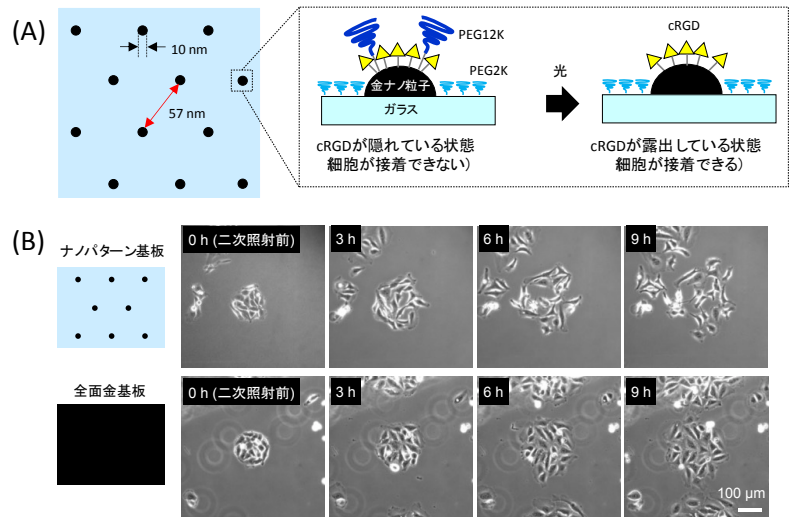 (A)
10 nm
57 nm
PEG12K
PEG2K
金ナノ粒子
ガラス
cRGDが隠れている状態
細胞が接着できない)
光
cRGD
cRGDが露出している状態
細胞が接着できる)
(B)
ナノパターン基板
0 h (二次照射前)
3 h
6 h
9 h
全面金基板
0 h (二次照射前)
3 h
6 h
9 h
100 μm